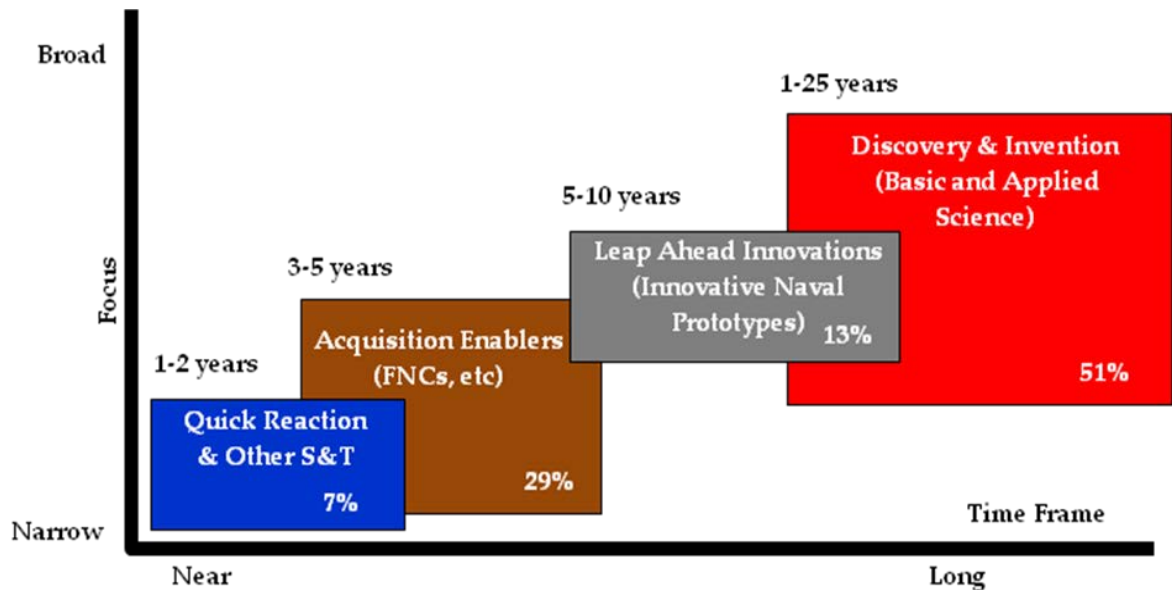 Broad
1-25 years
Discovery & Invention
(Basic and Applied
Science)
51%
5-10 years
Leap Ahead Innovations
(Innovative Naval
Prototypes)
13%
3-5 years
Acquisition Enablers
(FNCs, etc)
29%
1-2 years
Quick Reaction
& Other S&T
7%
Focus
Narrow
Time Frame
Near
Long